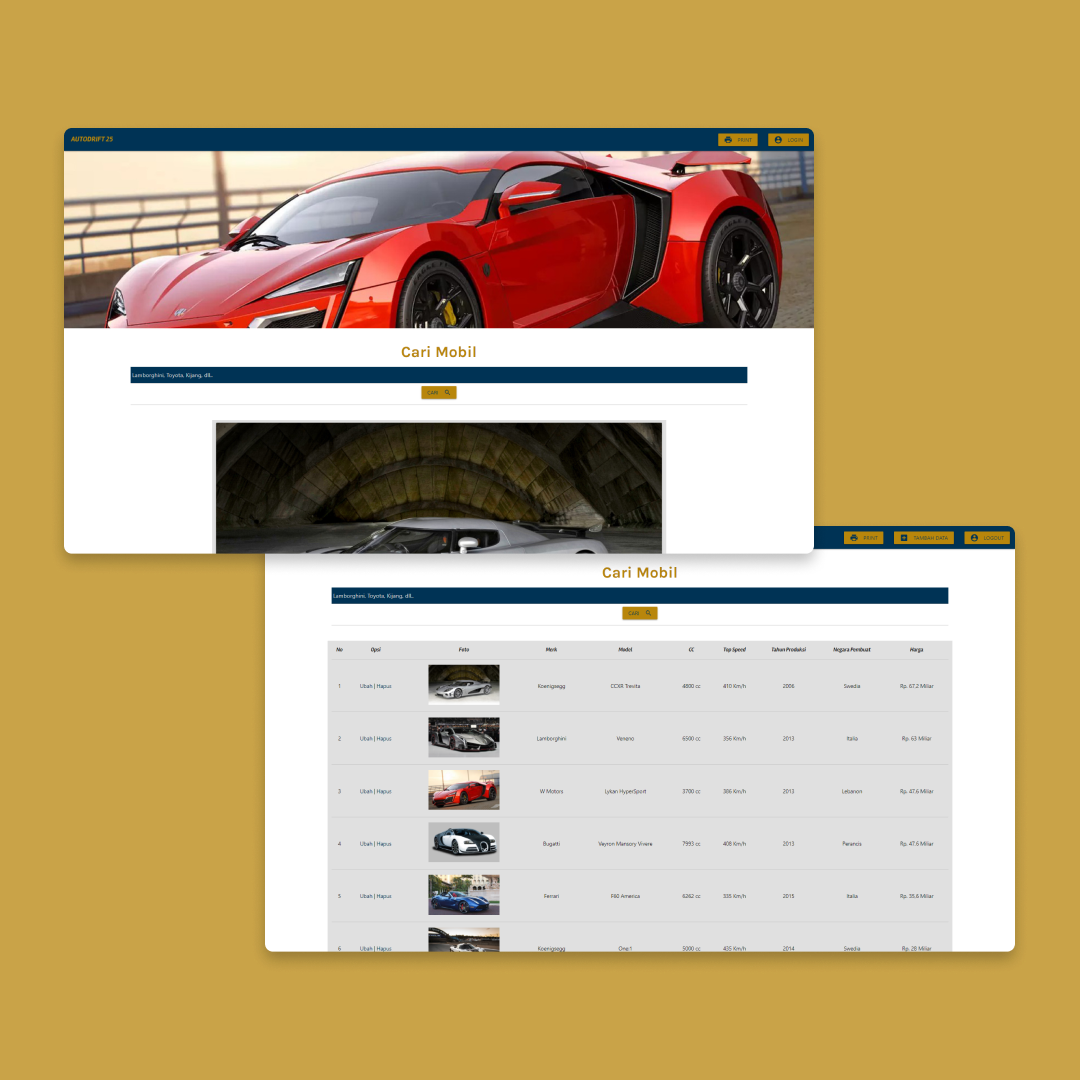 AUTODRIFT 25
PRINT
LOGIN
Cari Mobil
Lamborghini, Toyota, Kijang, dll..
CARI
PRINT
TAMBAH DATA
LOGOUT
Cari Mobil
Lamborghini, Toyota, Kijang, dll..
CARI
No Opsi Foto Merk Model CC Top Speed Tahun Produksi Negara Pembuat Harga
1 Ubah | Hapus Koenigsegg CCXR Trevita 4800 cc 410 Km/h 2006 Swedia Rp. 67.2 Miliar
2 Ubah | Hapus Lamborghini Veneno 6500 cc 356 Km/h 2013 Italia Rp. 63 Miliar
3 Ubah | Hapus W Motors Lykan HyperSport 3700 cc 386 Km/h 2013 Lebanon Rp. 47.6 Miliar
4 Ubah | Hapus Bugatti Veyron Mansory Vivere 7993 cc 408 Km/h 2013 Perancis Rp. 47.6 Miliar
5 Ubah | Hapus Ferrari F60 America 6262 cc 335 Km/h 2015 Italia Rp. 35.6 Miliar
6 Ubah | Hapus Koenigsegg One:1 5000 cc 435 Km/h 2014 Swedia Rp. 28 Miliar